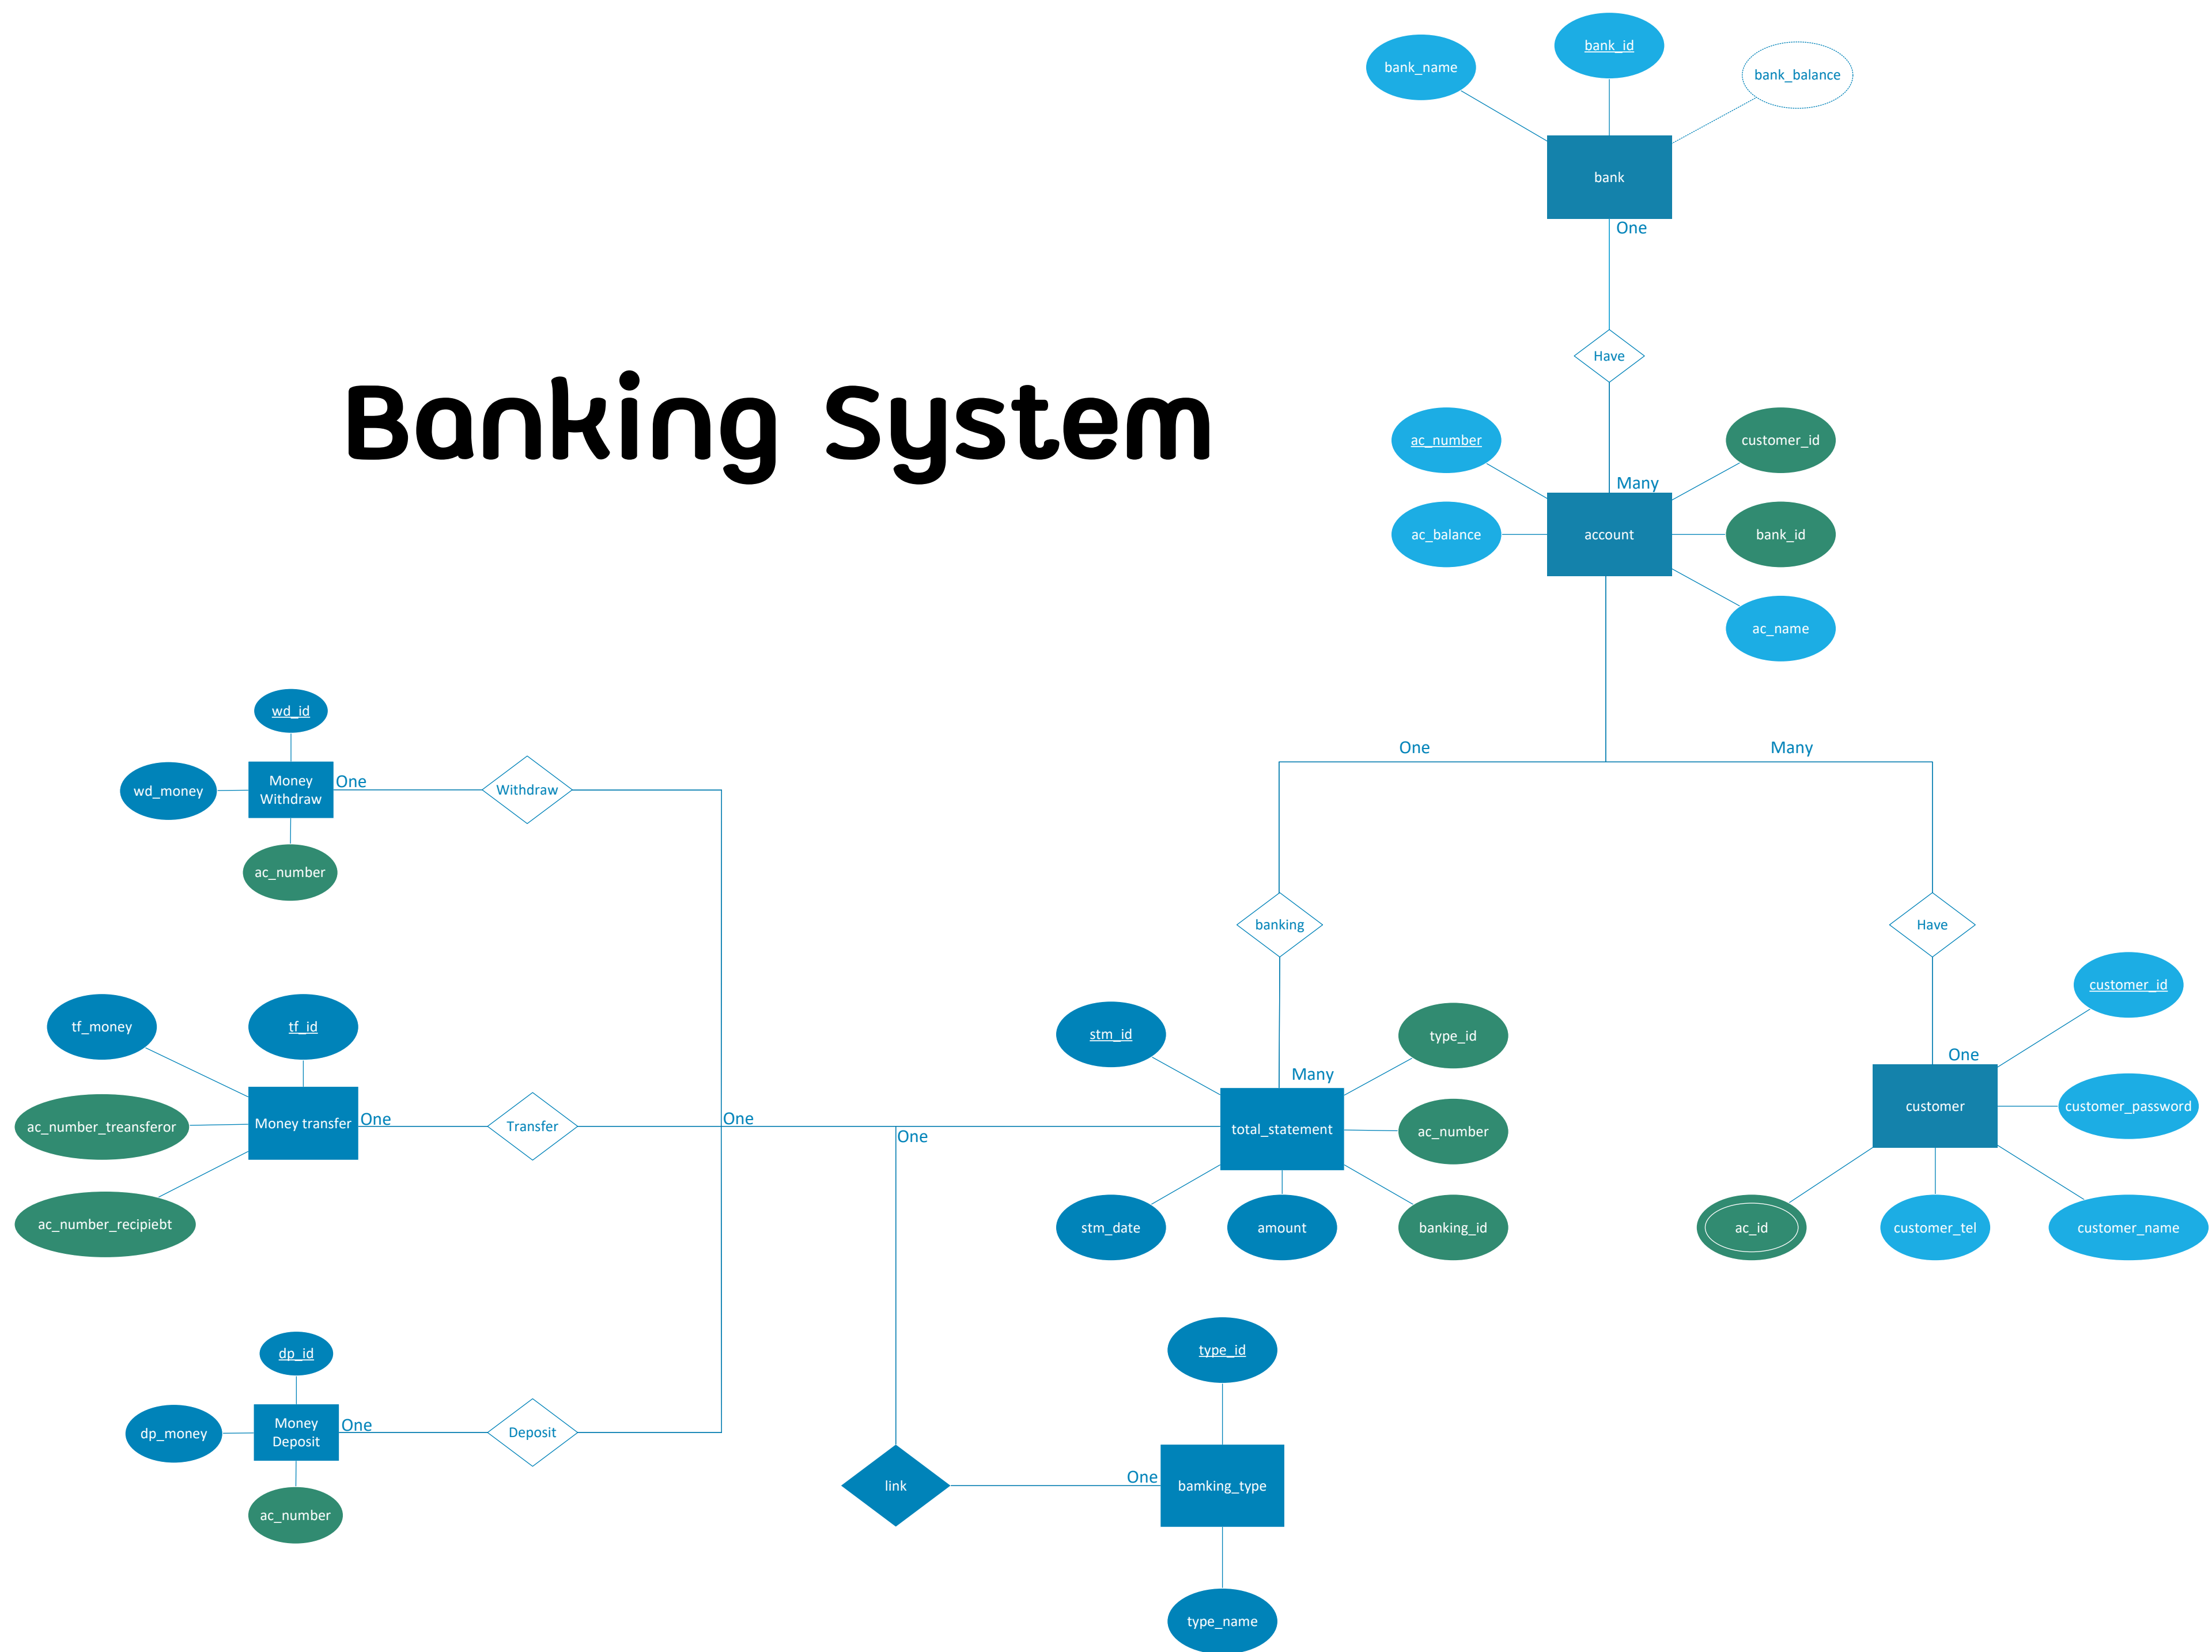 bank_id
bank_name
bank_balance
bank
One
Have
Banking System
ac_number
customer_id
Many
ac_balance
account
bank_id
ac_name
wd_id
One
Many
Money
Withdraw
One
wd_money
Withdraw
ac_number
banking
Have
customer_id
tf_money
tf_id
stm_id
type_id
One
Many
customer
customer_password
ac_number_treansferor
Money transfer
One
Transfer
One
One
total_statement
ac_number
ac_number_recipiebt
stm_date
amount
banking_id
ac_id
customer_tel
customer_name
dp_id
type_id
dp_money
Money
Deposit
One
Deposit
link
One
bamking_type
ac_number
type_name